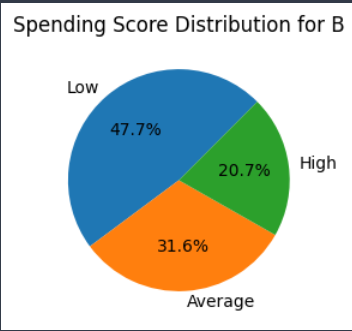 Spending Score Distribution for B
Low
47.7%
High
20.7%
31.6%
Average